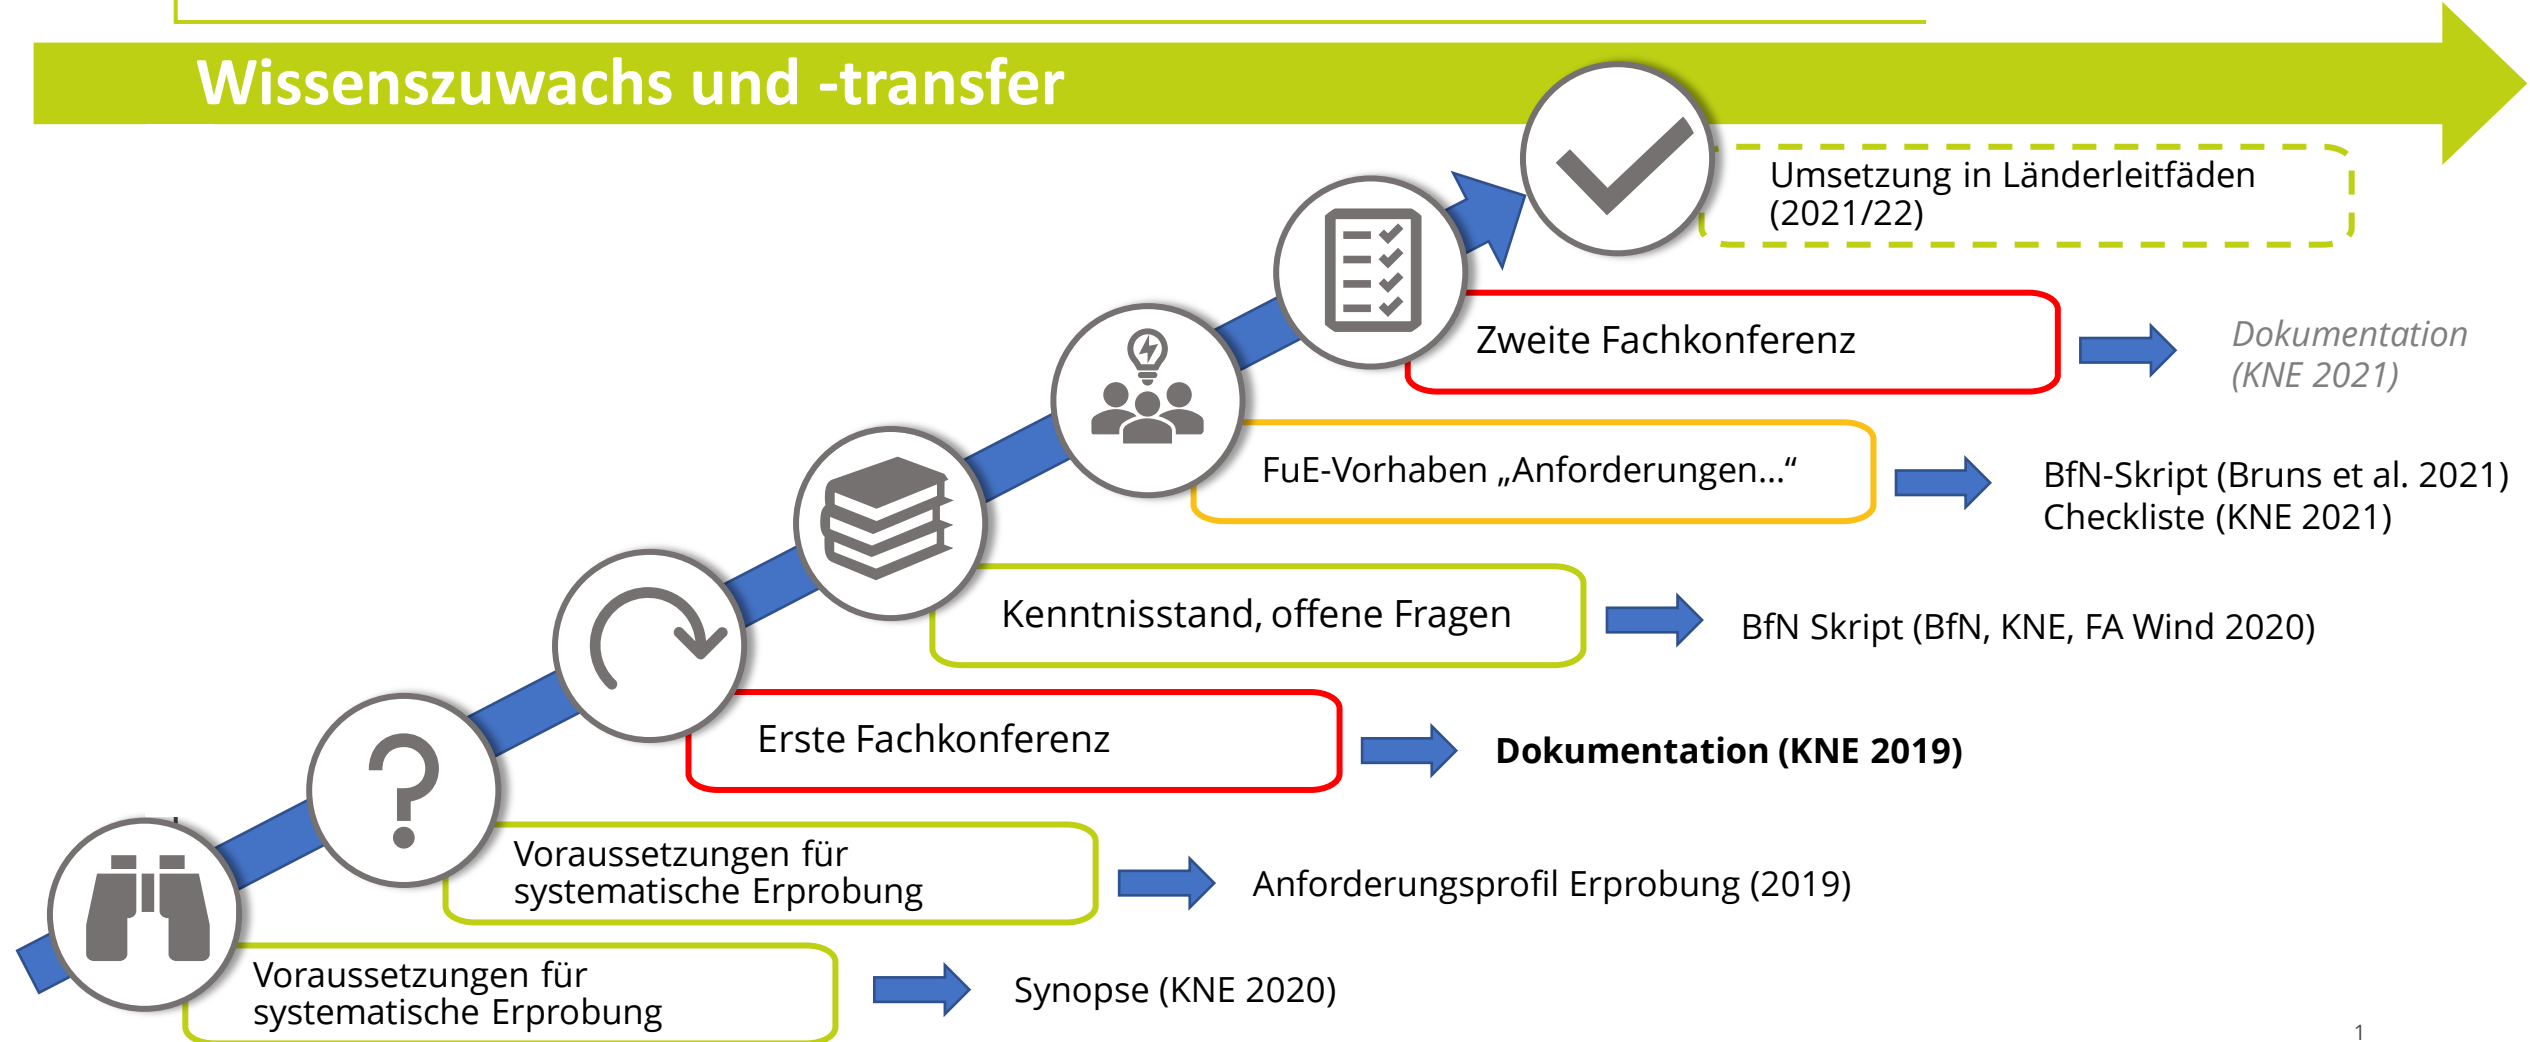 Wissenszuwachs und -transfer
Umsetzung in Länderleitfäden
(2021/22)
Zweite Fachkonferenz
Dokumentation
(KNE 2021)
FuE-Vorhaben „Anforderungen...“
BfN-Skript (Bruns et al. 2021)
Checkliste (KNE 2021)
Kenntnisstand, offene Fragen
BfN Skript (BfN, KNE, FA Wind 2020)
Erste Fachkonferenz
Dokumentation (KNE 2019)
Voraussetzungen für
systematische Erprobung
Anforderungsprofil Erprobung (2019)
Voraussetzungen für
systematische Erprobung
Synopse (KNE 2020)
1